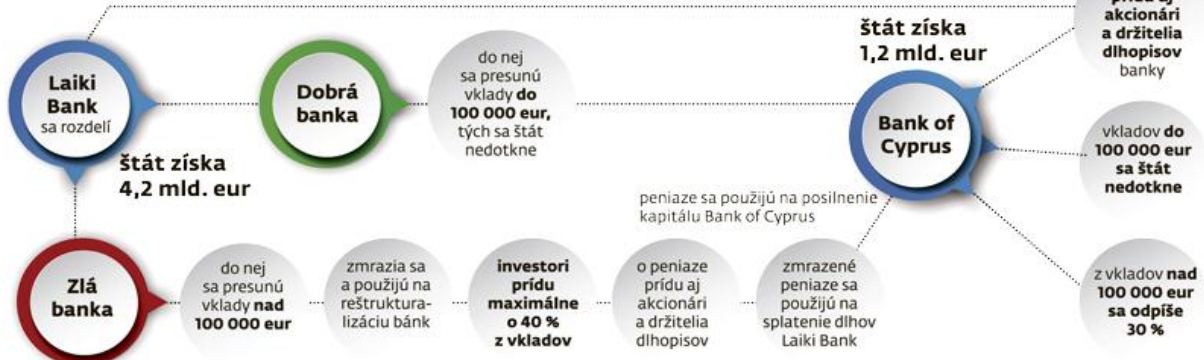 Laiki
Bank
sa rozdelí
štát získa
4,2 mld. eur
Dobrá
banka
do nej
sa presunú
vklady do
100 000 eur,
tých sa štát
nedotkne
štát získa
1,2 mld. eur
Bank of
Cyprus
prídu aj
akcionári
a držitelia
dlhopisov
banky
vkladov do
100 000 eur
sa štát
nedotkne
z vkladov nad
100 000 eur
sa odpíše
30 %
peniaze sa použijú na posilnenie
kapitálu Bank of Cyprus
Zlá
banka
do nej
sa presunú
vklady nad
100 000 eur
zmrazia sa
a použijú na
reštruktura-
lizáciu bánk
investori
prídu
maximálne
o 40 %
z vkladov
o peniaze
prídu aj
akcionári
a držitelia
dlhopisov
zmrazené
peniaze sa
použijú na
splatenie dlhov
Laiki Bank